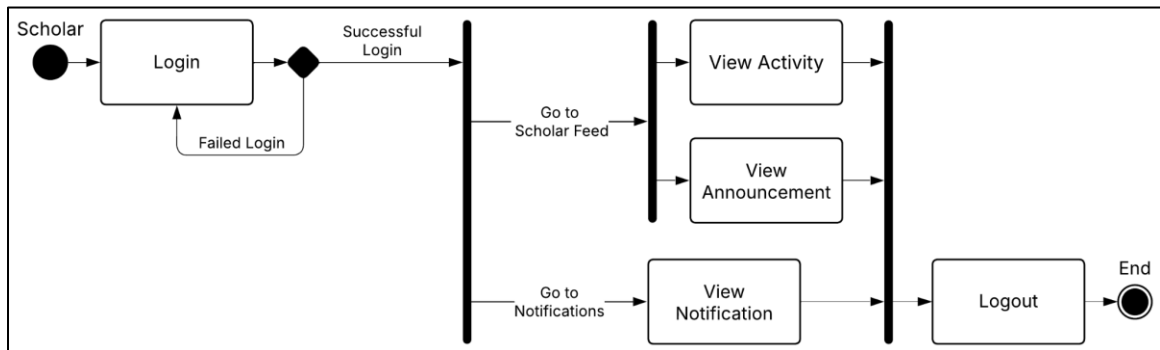 Scholar
Login
Successful
Login
Failed Login
Go to
Scholar Feed
View Activity
View
Announcement
Go to
Notifications
View
Notification
Logout
End